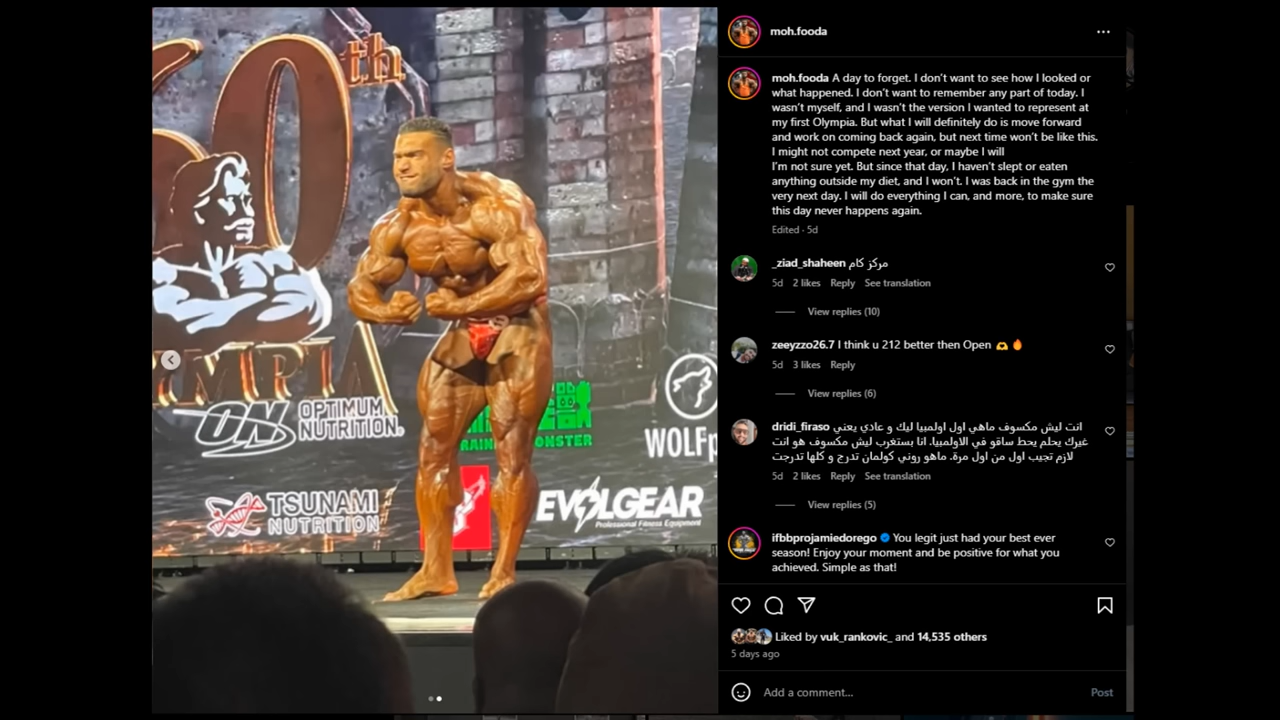 60th
OLYMPIA
ON OPTIMUM
NUTRITION.
TSUNAMI
NUTRITION
EVOLGEAR
Professional Fitness Equipment
WOLFp
moh.fooda
moh.fooda A day to forget. I don't want to see how I looked or
what happened. I don't want to remember any part of today. I
wasn't myself, and I wasn't the version I wanted to represent at
my first Olympia. But what I will definitely do is move forward
and work on coming back again, but next time won't be like this.
I might not compete next year, or maybe I will
I'm not sure yet. But since that day, I haven't slept or eaten
anything outside my diet, and I won't. I was back in the gym the
very next day. I will do everything I can, and more, to make sure
this day never happens again.
Edited · 5d
_ziad_shaheen مركز كام
5d 2 likes Reply See translation
View replies (10)
zeeyzzo26.7 I think u 212 better then Open 🫶🔥
5d 3 likes Reply
View replies (6)
dridi_firaso انت ليش مكسوف ماهي اول اولمبيا ليك و عادي يعني
غيرك يحلم يحط ساقو في الاولمبيا. انا يستغرب ليش مكسوف هو انت
لازم تجيب اول من اول مرة. ماهو روني كولمان تدرج و كلها تدرجت
5d 2 likes Reply See translation
View replies (5)
ifbbprojamiedorego You legit just had your best ever
season! Enjoy your moment and be positive for what you
achieved. Simple as that!
Liked by vuk_rankovic_ and 14,535 others
5 days ago
Add a comment... Post